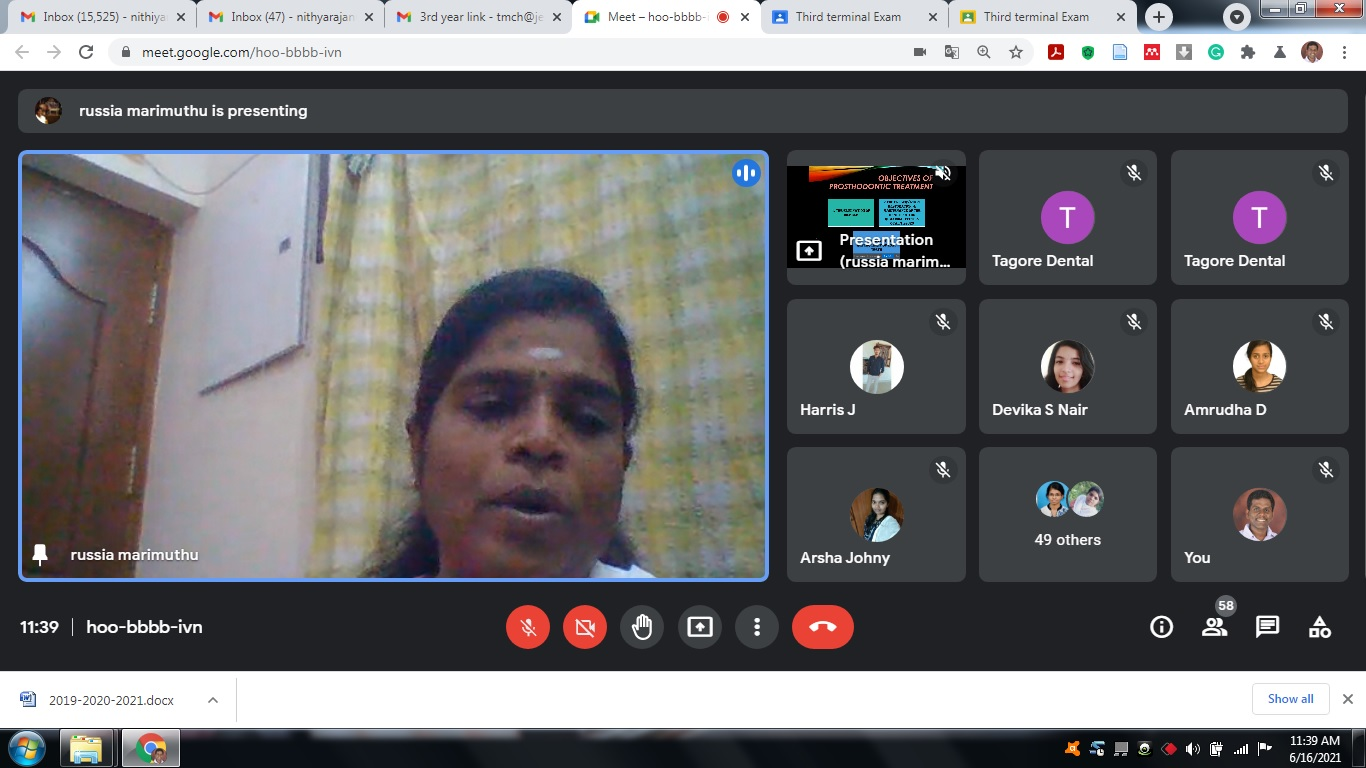 Inbox (15,525) - nithiya
Inbox (47) - nithyarajan
3rd year link - tmch@je
Meet – hoo-bbbb-
Third terminal Exam
Third terminal Exam
meet.google.com/hoo-bbbb-ivn
russia marimuthu is presenting
OBJECTIVES OF
PROSTHODONTIC TREATMENT
Presentation
(russia marim...
T
Tagore Dental
T
Tagore Dental
Harris J
Devika S Nair
Amrudha D
Arsha Johny
49 others
You
russia marimuthu
11:39 | hoo-bbbb-ivn
58
2019-2020-2021.docx
Show all
11:39 AM
6/16/2021